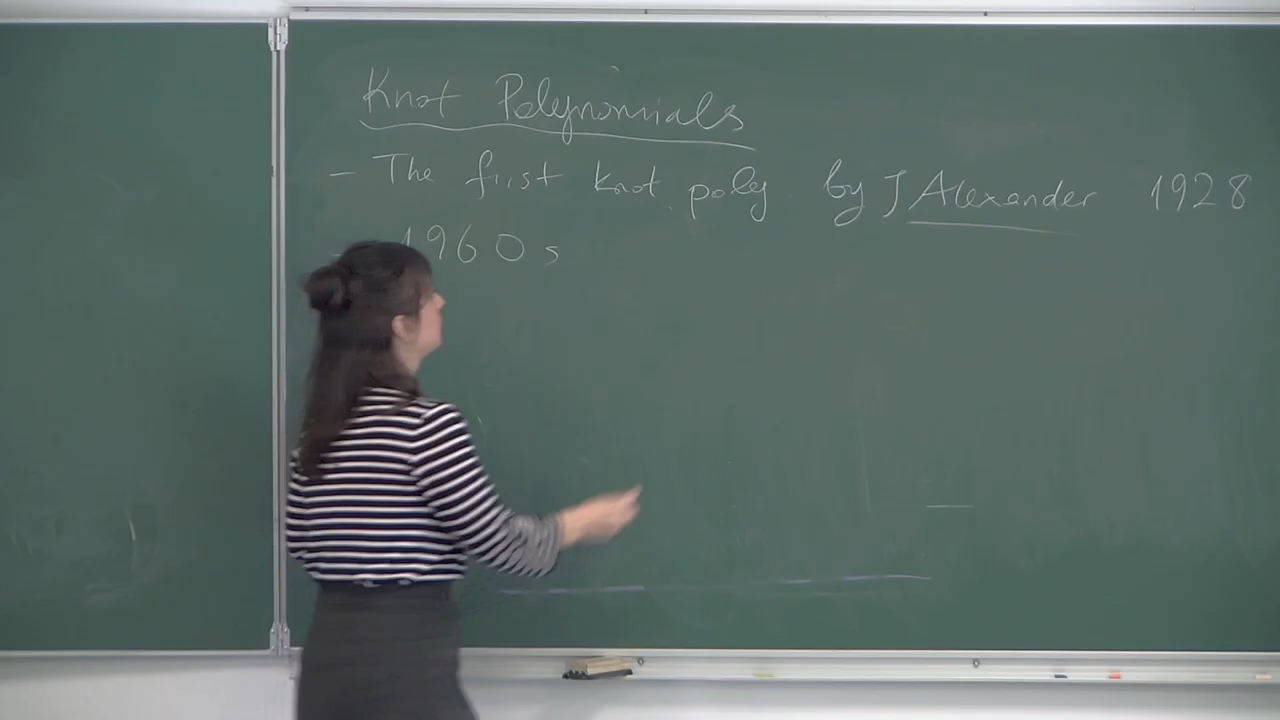 Knot Polynomials
- The first knot poly by J Alexander 1928
- 1960s